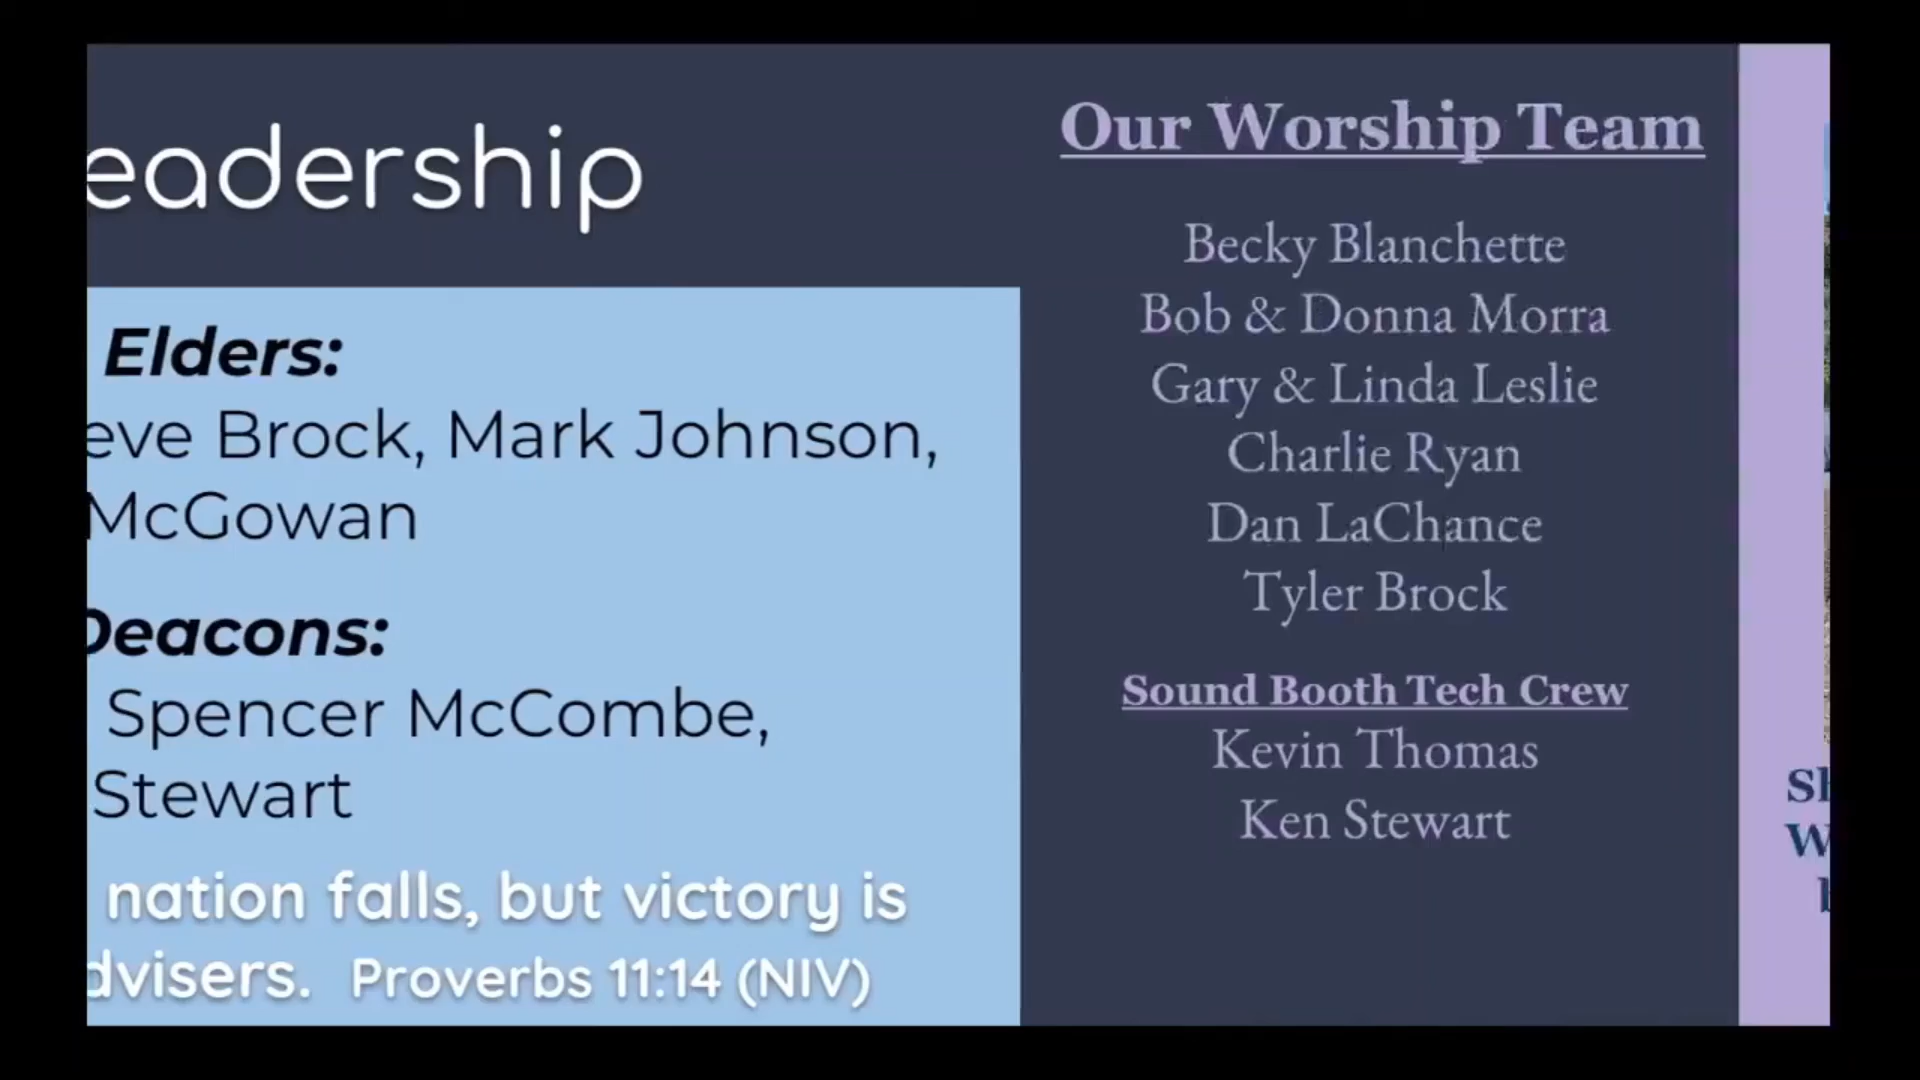 eadership
Elders:
eve Brock, Mark Johnson,
McGowan
Deacons:
Spencer McCombe,
Stewart
nation falls, but victory is
dvisers. Proverbs 11:14 (NIV)
Our Worship Team
Becky Blanchette
Bob & Donna Morra
Gary & Linda Leslie
Charlie Ryan
Dan LaChance
Tyler Brock
Sound Booth Tech Crew
Kevin Thomas
Ken Stewart